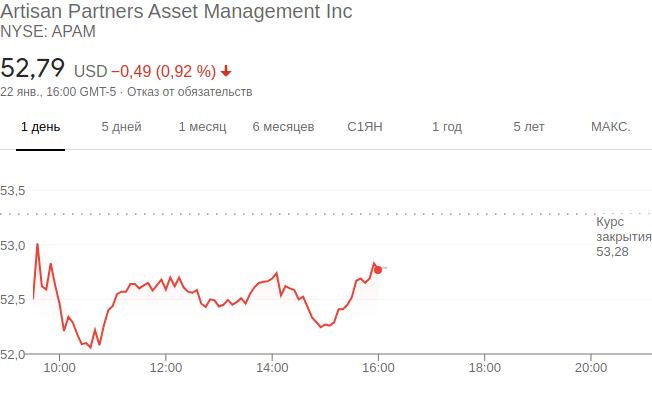 Artisan Partners Asset Management Inc
NYSE: APAM
52,79 USD −0,49 (0,92 %)
22 янв., 16:00 GMT-5 · Отказ от обязательств
1 день 5 дней 1 месяц 6 месяцев С1ЯН 1 год 5 лет МАКС.
53,5
Курс
закрытия
53,28
53,0
52,5
52,0
10:00 12:00 14:00 16:00 18:00 20:00